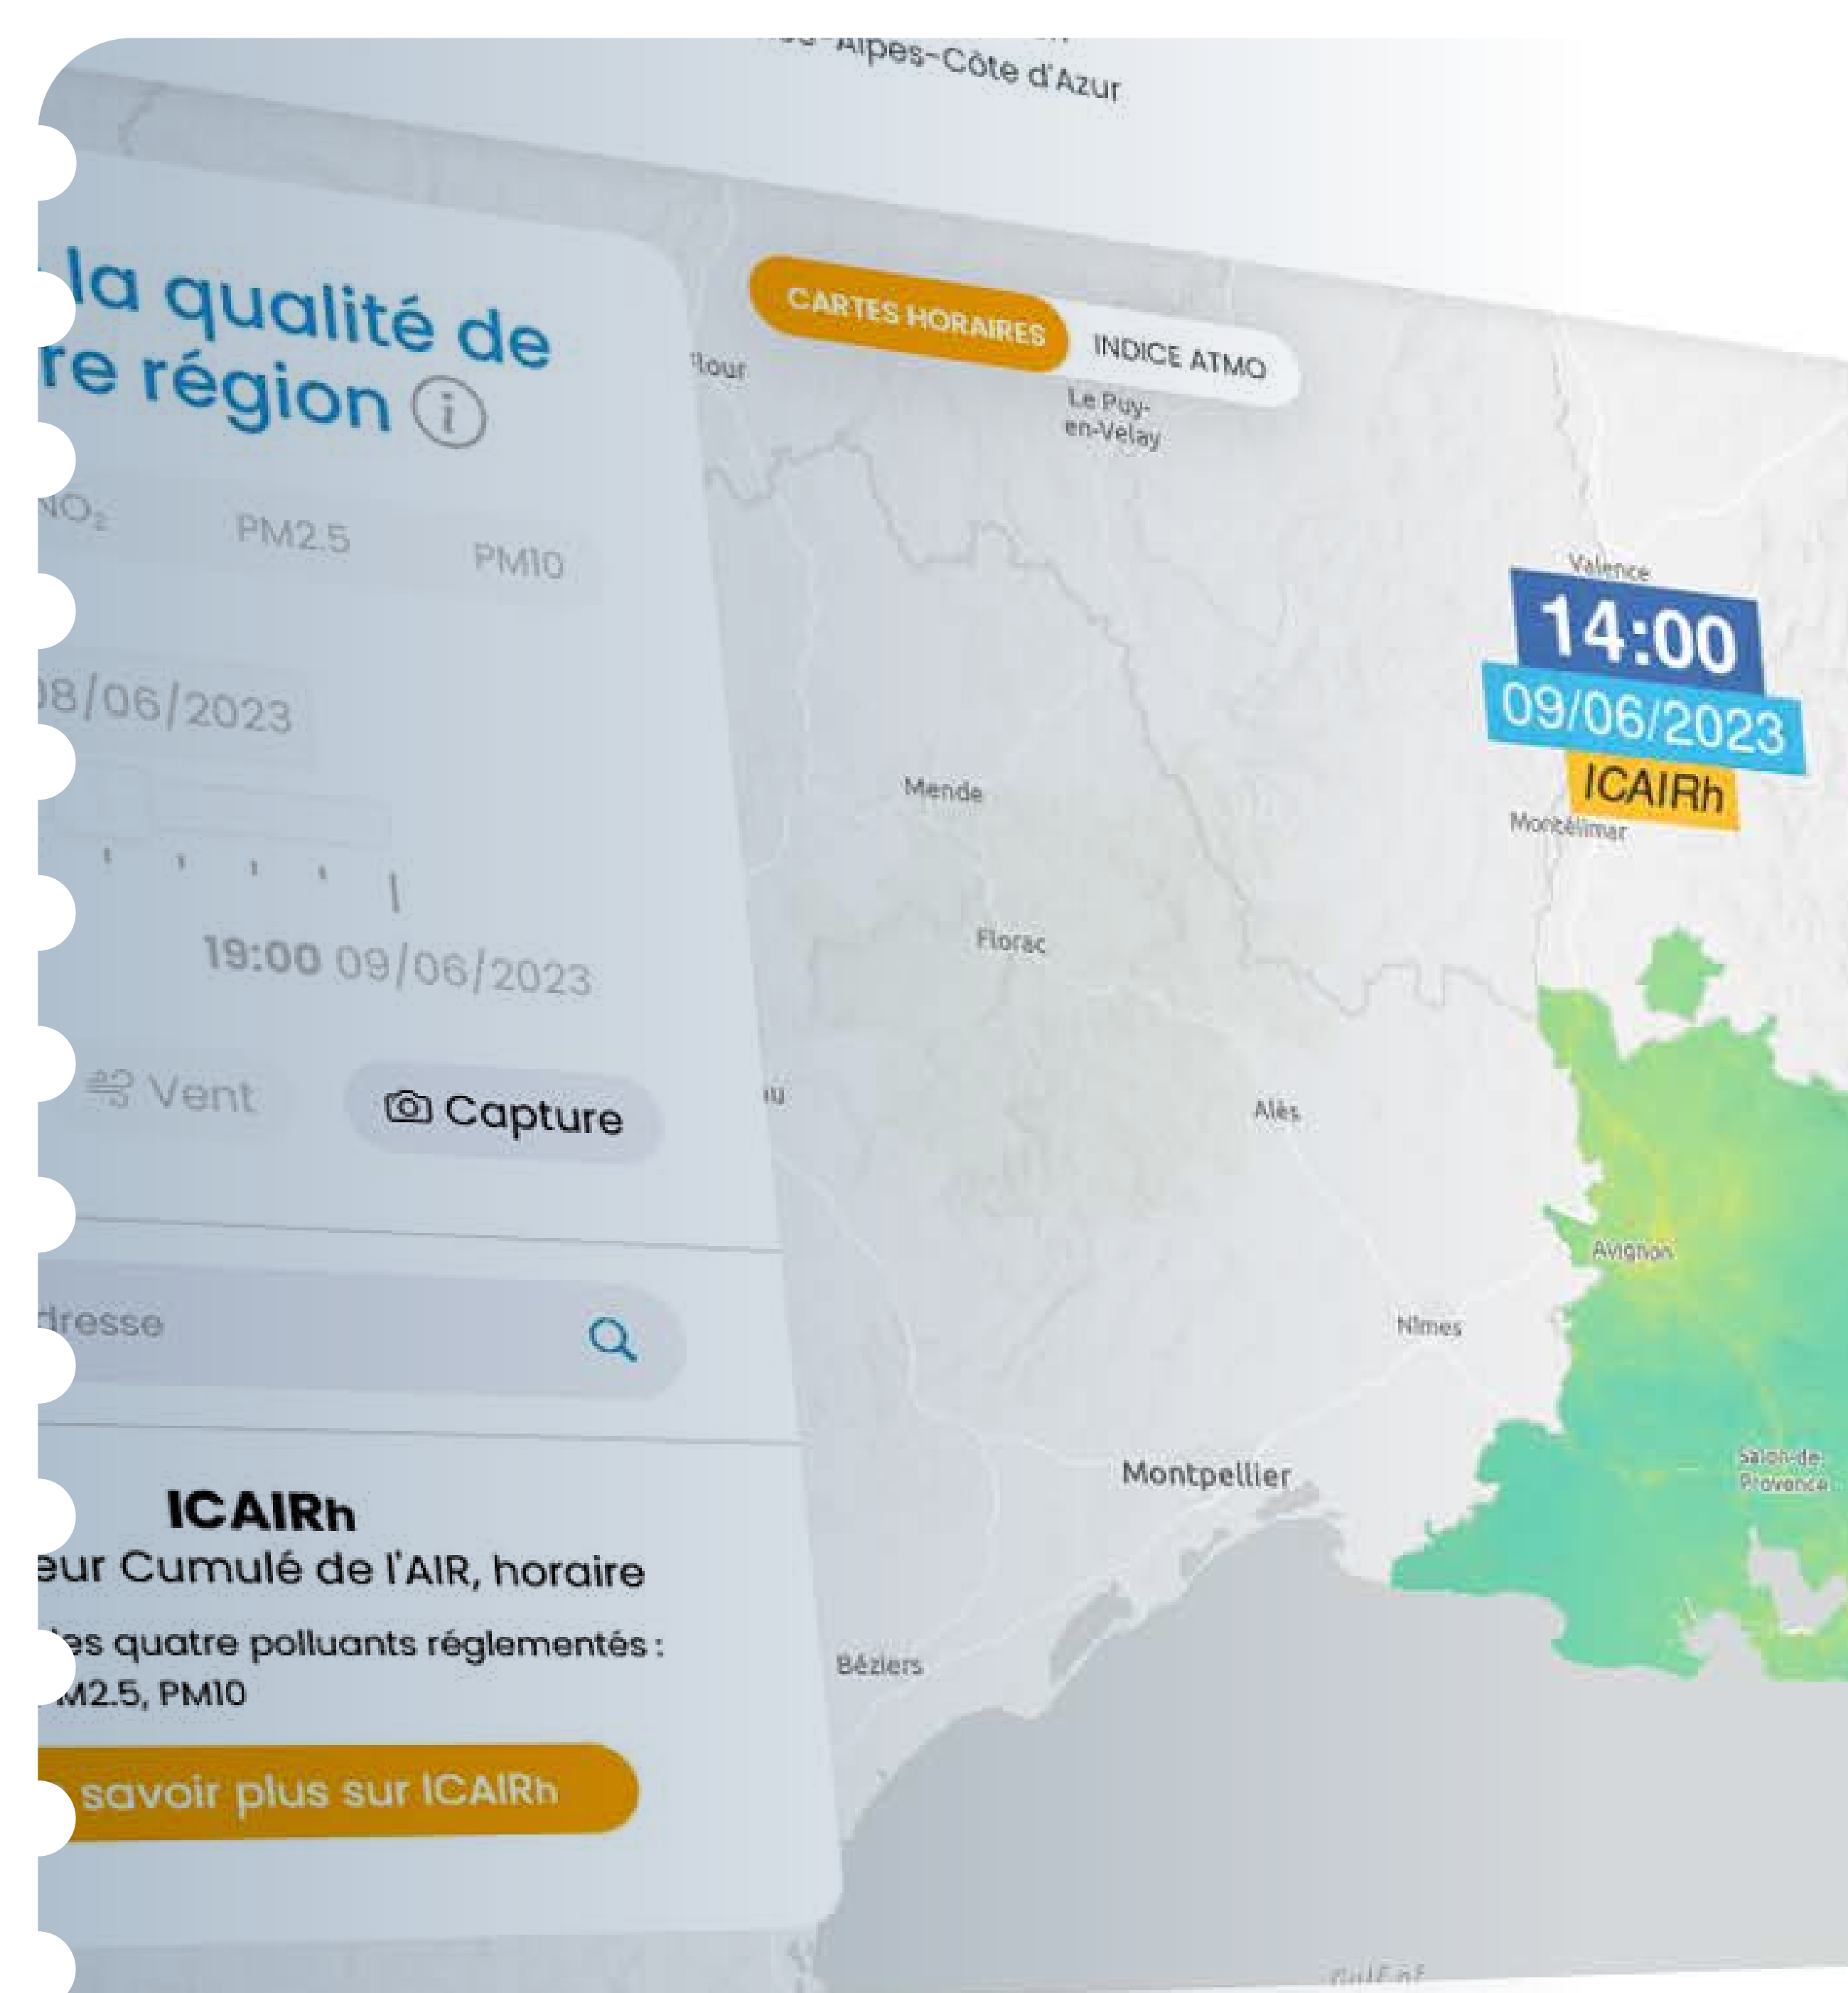 -Alpes-Côte d'Azur
la qualité de
re région
CARTES HORAIRES
INDICE ATMO
Le Puy-
en-Velay
NO₂
PM2.5
PM10
Valence
14:00
09/06/2023
ICAIRh
Montélimar
08/06/2023
Mende
19:00 09/06/2023
Florac
Vent
Capture
Alès
Avignon
dresse
Nîmes
Salon-de-
Provence
Montpellier
ICAIRh
eur Cumulé de l'AIR, horaire
es quatre polluants réglementés :
M2.5, PM10
Béziers
savoir plus sur ICAIRh
Gulf of